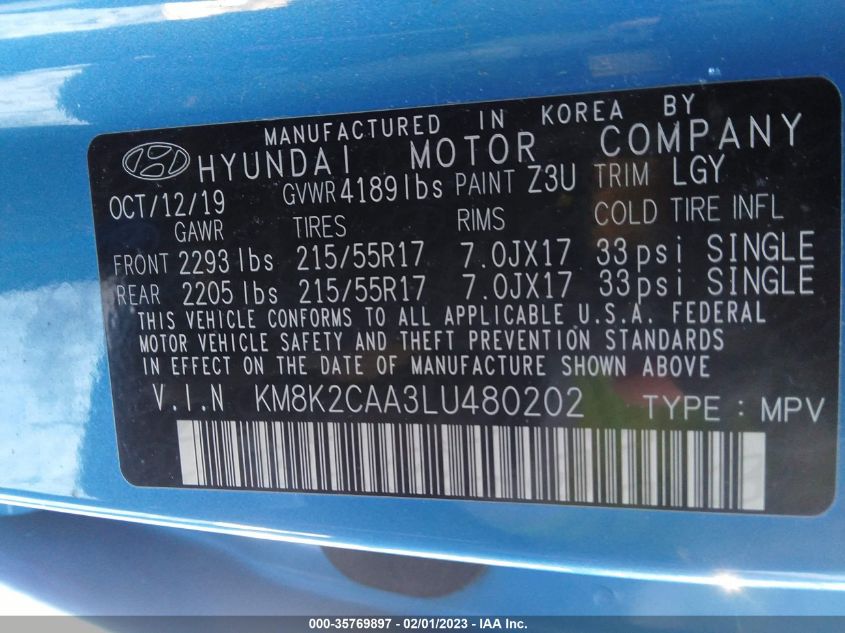 MANUFACTURED IN KOREA BY
HYUNDAI MOTOR COMPANY
OCT/12/19 GVWR 4189lbs PAINT Z3U TRIM LGY
GAWR TIRES RIMS COLD TIRE INFL
FRONT 2293 lbs 215/55R17 7.0JX17 33psi SINGLE
REAR 2205 lbs 215/55R17 7.0JX17 33psi SINGLE
THIS VEHICLE CONFORMS TO ALL APPLICABLE U.S.A. FEDERAL
MOTOR VEHICLE SAFETY AND THEFT PREVENTION STANDARDS
IN EFFECT ON THE DATE OF MANUFACTURE SHOWN ABOVE
V.I.N KM8K2CAA3LU480202 TYPE : MPV
000-35769897 - 02/01/2023 - IAA Inc.